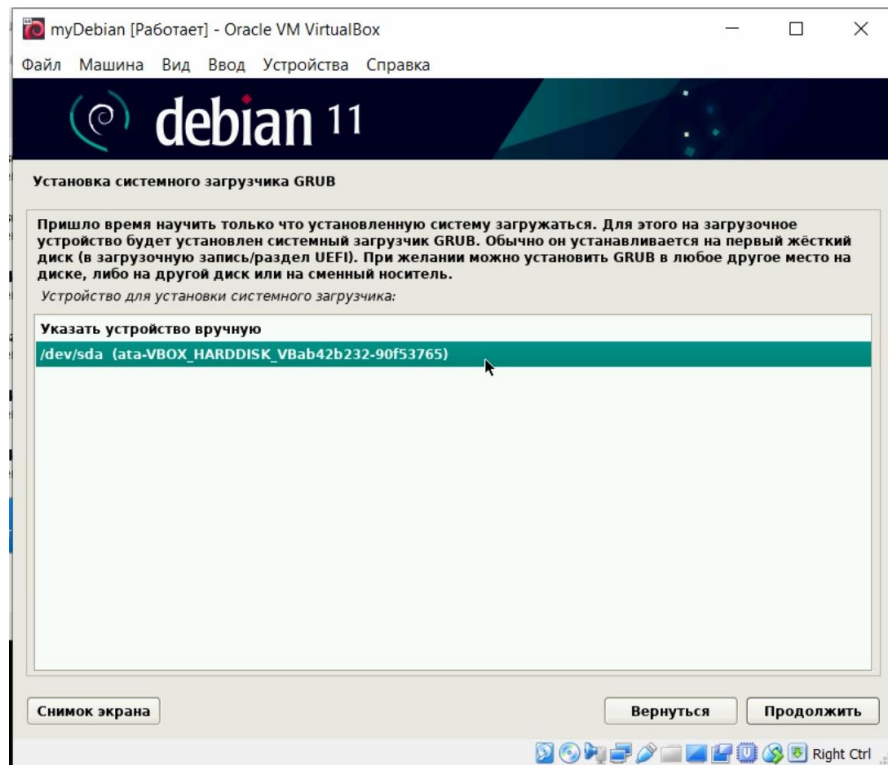 myDebian [Работает] - Oracle VM VirtualBox
Файл Машина Вид Ввод Устройства Справка
debian 11
Установка системного загрузчика GRUB
Пришло время научить только что установленную систему загружаться. Для этого на загрузочное
устройство будет установлен системный загрузчик GRUB. Обычно он устанавливается на первый жёсткий
диск (в загрузочную запись/раздел UEFI). При желании можно установить GRUB в любое другое место на
диске, либо на другой диск или на сменный носитель.
Устройство для установки системного загрузчика:
Указать устройство вручную
/dev/sda (ata-VBOX_HARDDISK_VBab42b232-90f53765)
Снимок экрана
Вернуться
Продолжить
Right Ctrl